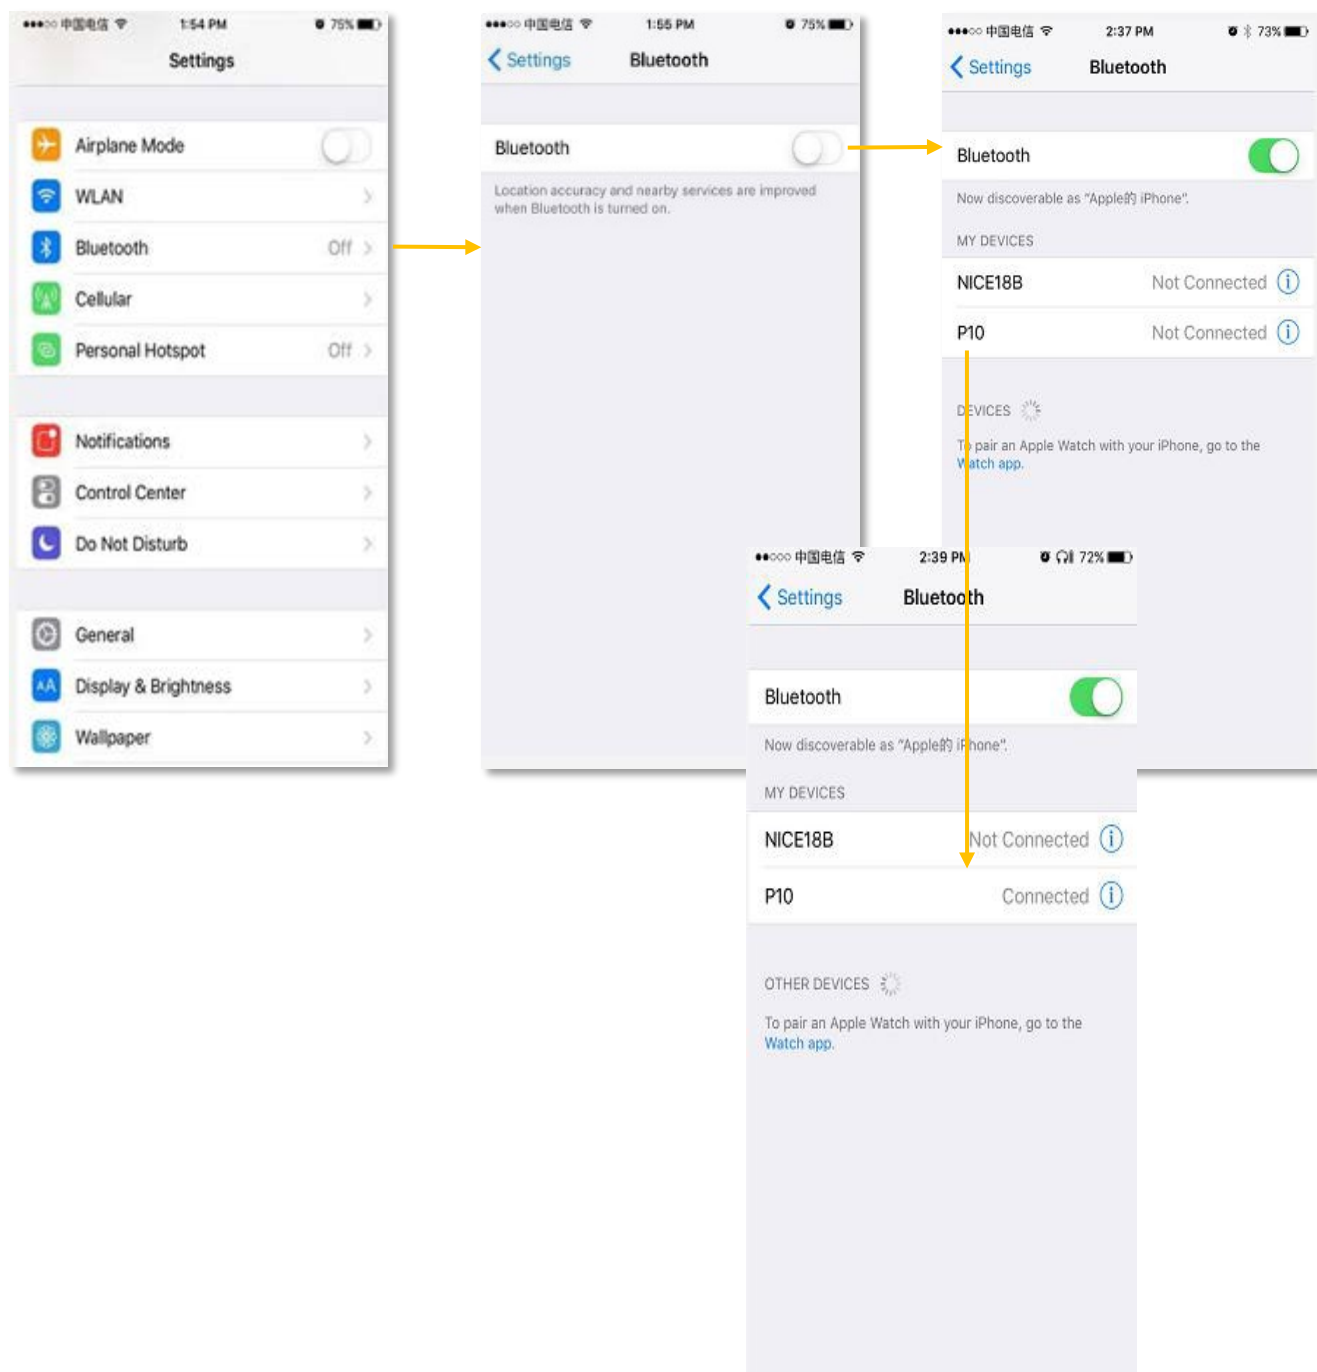 中国电信 1:54 PM 75%
Settings
Airplane Mode
WLAN
Bluetooth Off
Cellular
Personal Hotspot Off
Notifications
Control Center
Do Not Disturb
General
AA Display & Brightness
Wallpaper
中国电信 1:55 PM 75%
Settings Bluetooth
Bluetooth
Location accuracy and nearby services are improved
when Bluetooth is turned on.
中国电信 2:37 PM 73%
Settings Bluetooth
Bluetooth
Now discoverable as “Apple的 iPhone”.
MY DEVICES
NICE18B Not Connected i
P10 Not Connected i
DEVICES
To pair an Apple Watch with your iPhone, go to the
Watch app.
中国电信 2:39 PM 72%
Settings Bluetooth
Bluetooth
Now discoverable as “Apple的 iPhone”.
MY DEVICES
NICE18B Not Connected i
P10 Connected i
OTHER DEVICES
To pair an Apple Watch with your iPhone, go to the
Watch app.